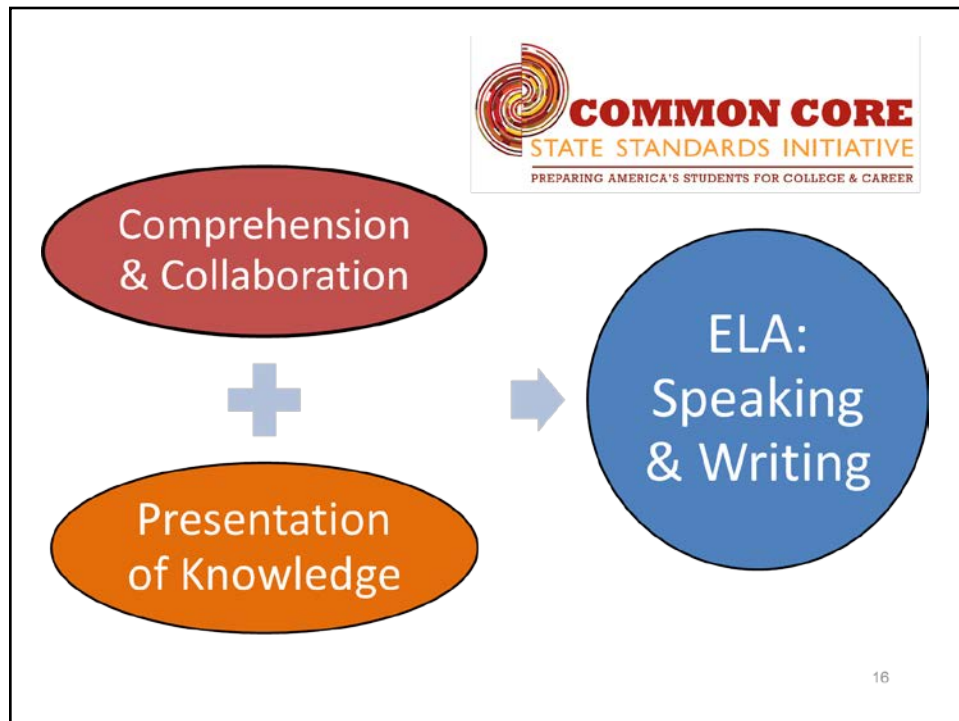 COMMON CORE
STATE STANDARDS INITIATIVE
PREPARING AMERICA'S STUDENTS FOR COLLEGE & CAREER
Comprehension
& Collaboration
Presentation
of Knowledge
ELA:
Speaking
& Writing
16